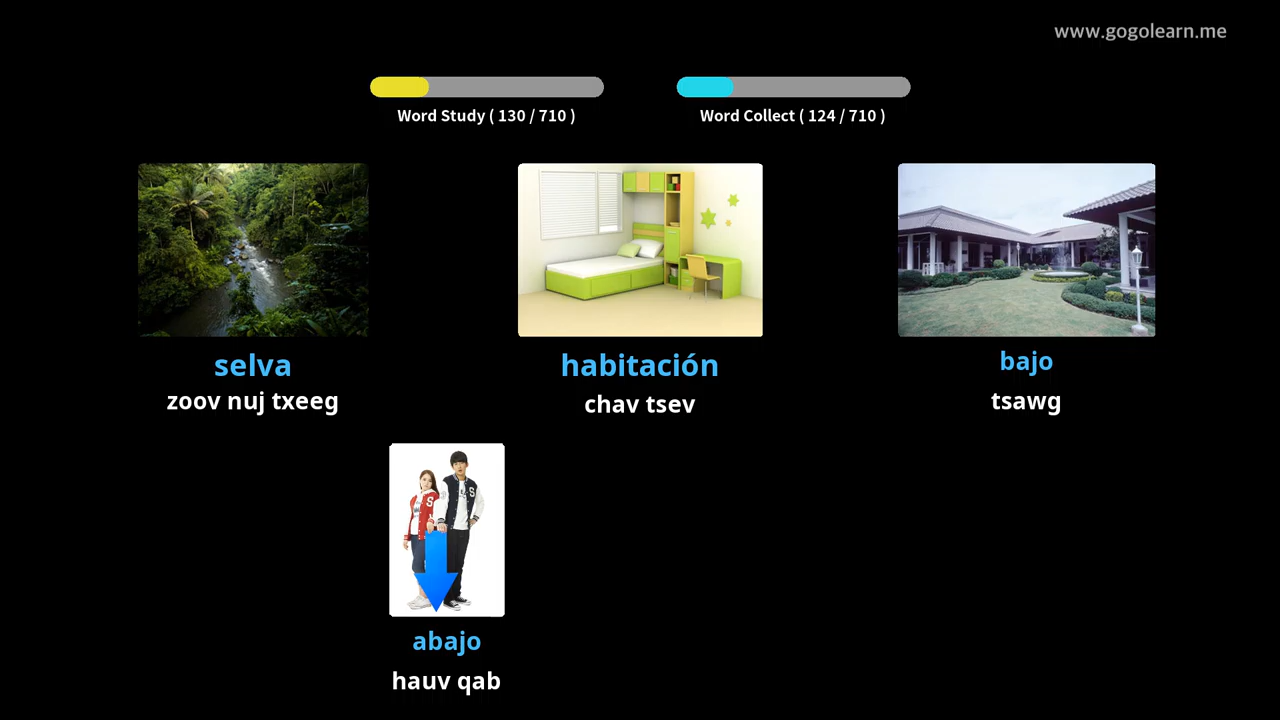 www.gogolearn.me
Word Study ( 130 / 710 )
Word Collect ( 124 / 710 )
selva
zoov nuj txeeg
habitación
chav tsev
bajo
tsawg
S
S
abajo
hauv qab